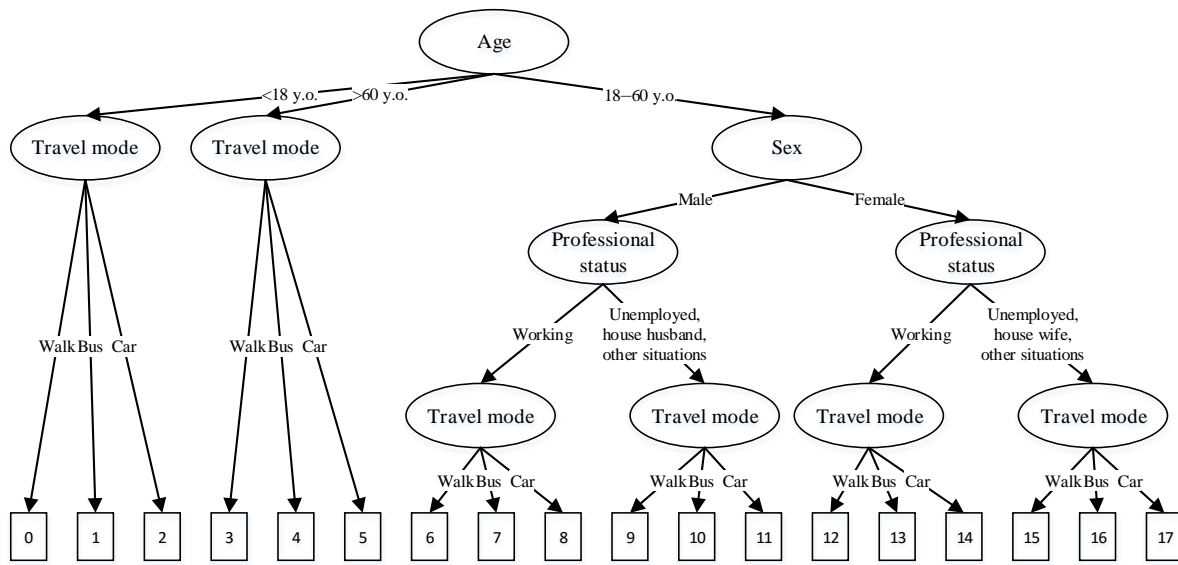 Age
<18 y.o.
>60 y.o.
18–60 y.o.
Travel mode
Travel mode
Sex
Male
Female
Professional
status
Professional
status
Working
Unemployed,
house husband,
other situations
Working
Unemployed,
house wife,
other situations
Walk Bus Car
Walk Bus Car
Travel mode
Travel mode
Travel mode
Travel mode
Walk Bus Car
Walk Bus Car
Walk Bus Car
Walk Bus Car
0 1 2 3 4 5 6 7 8 9 10 11 12 13 14 15 16 17